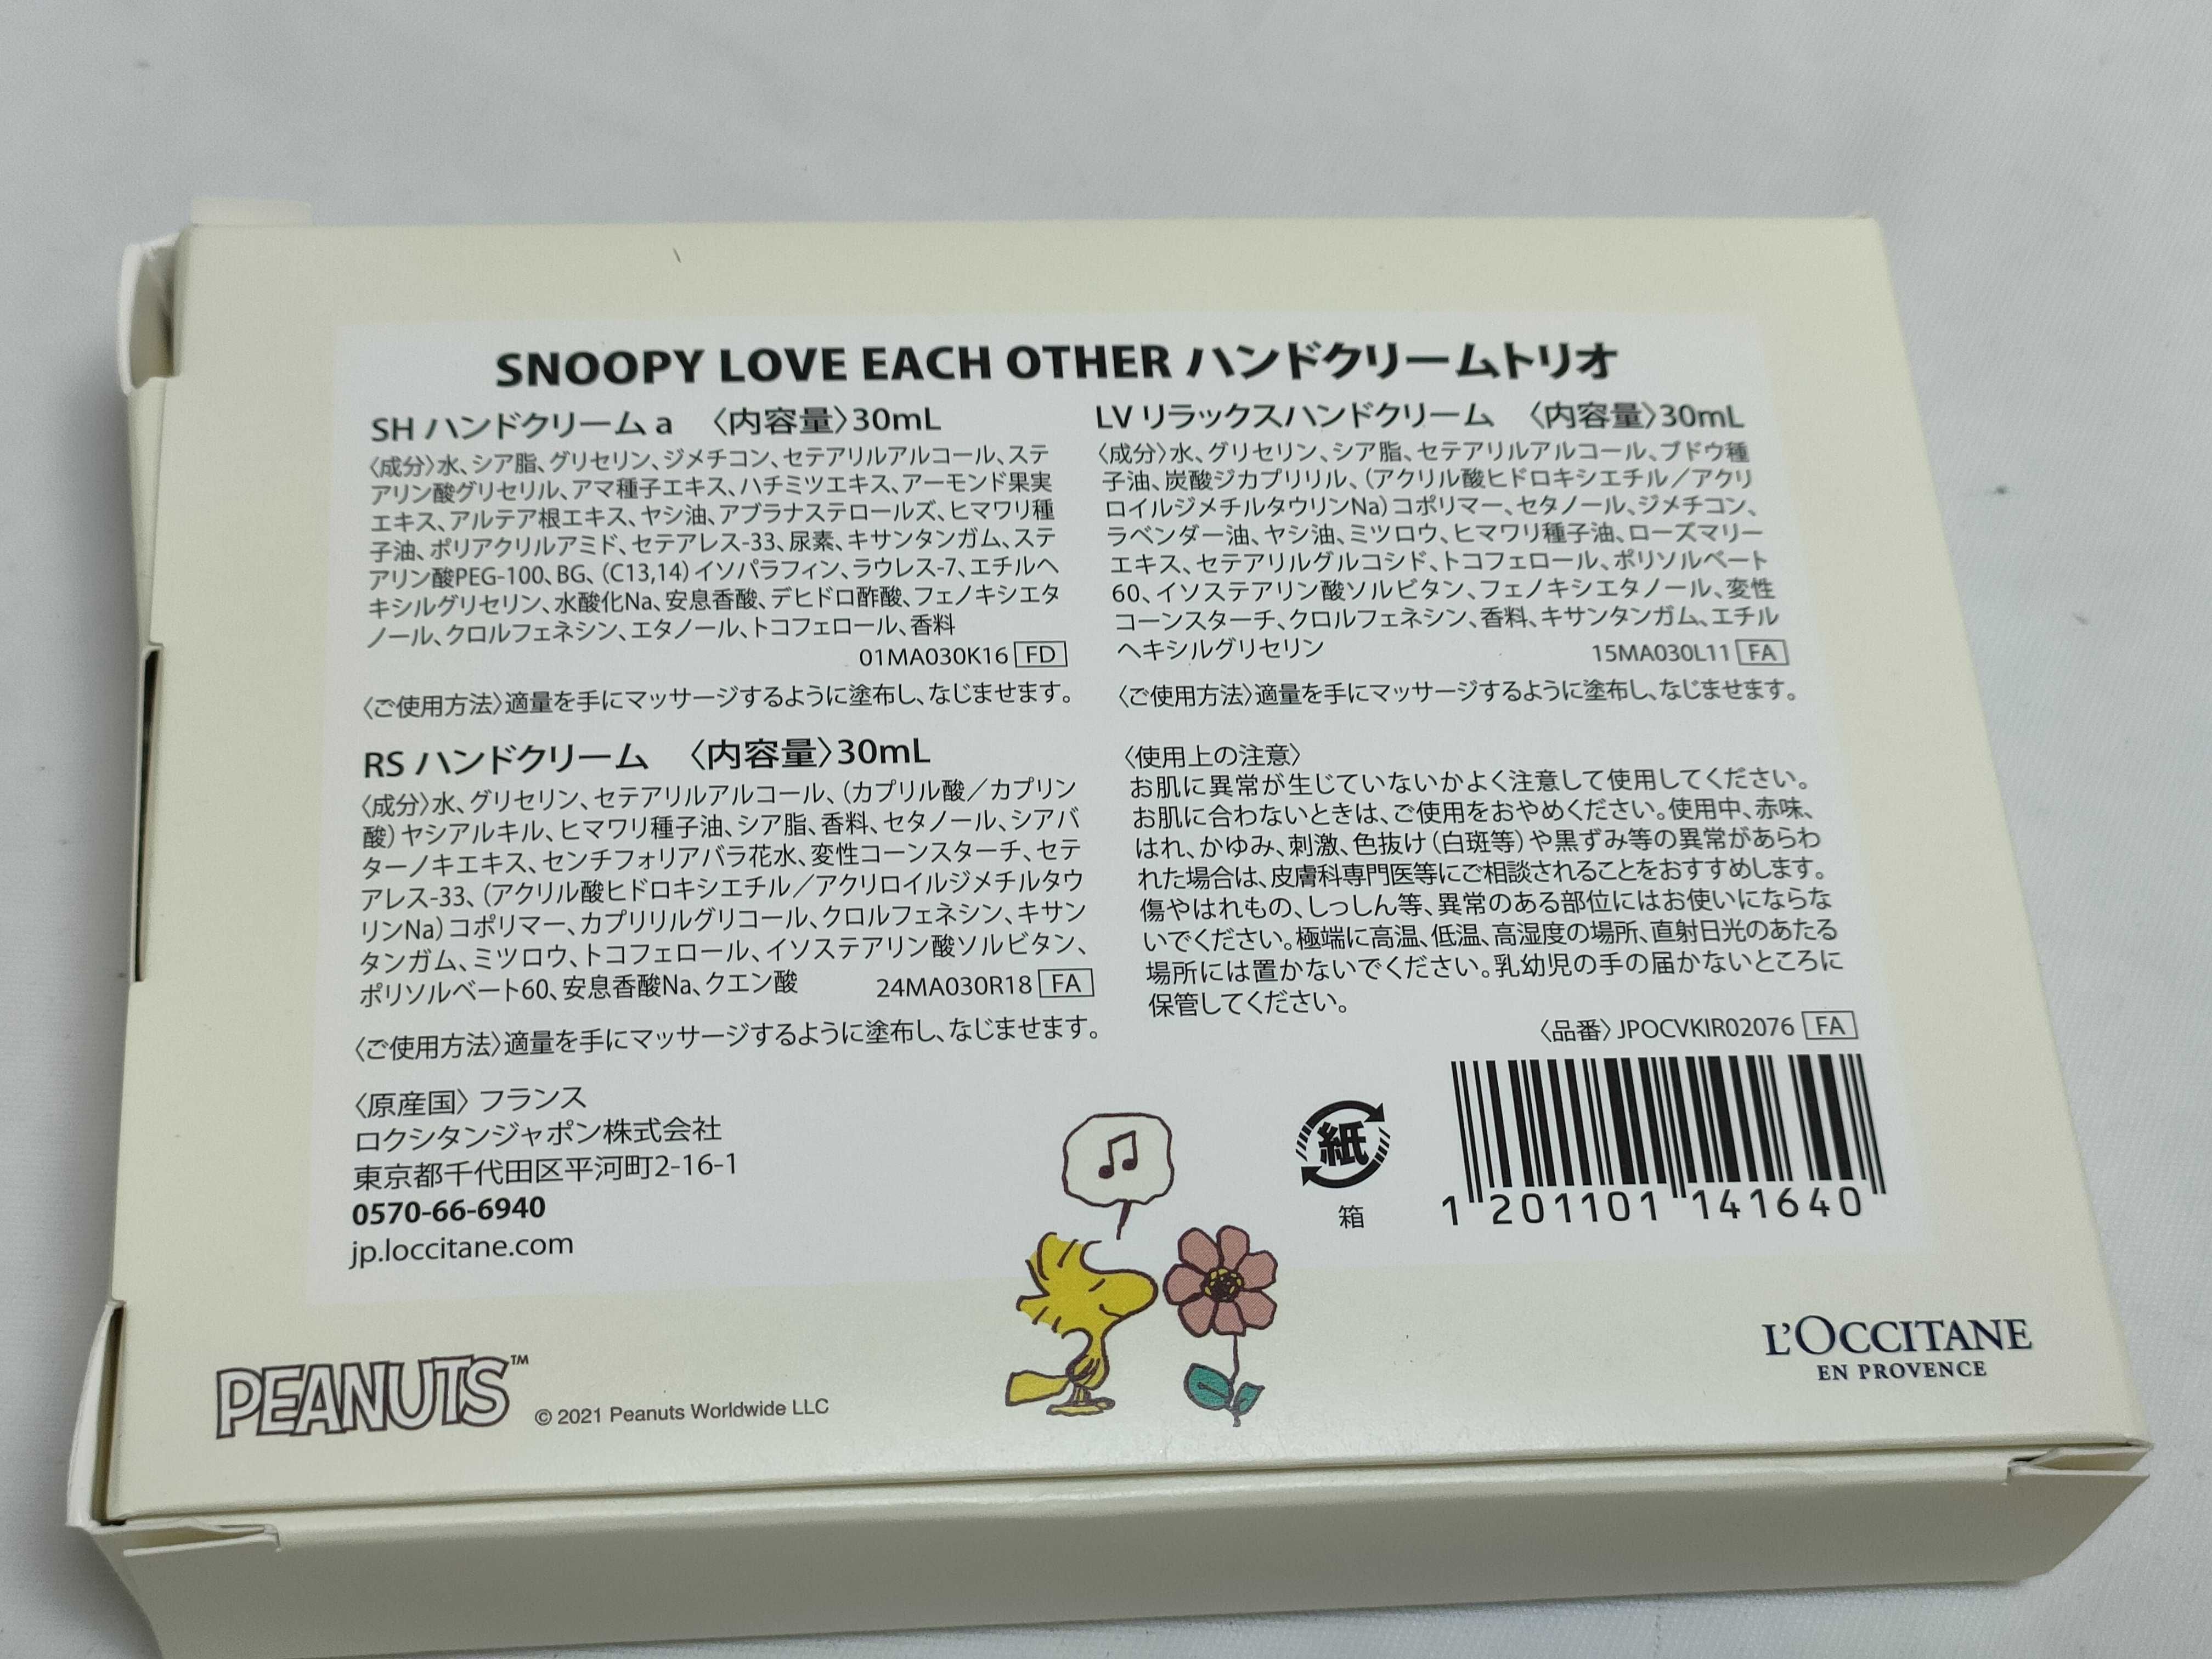 SNOOPY LOVE EACH OTHER ハンドクリームトリオ
SH ハンドクリーム a 〈内容量〉30mL
〈成分〉水、シア脂、グリセリン、ジメチコン、セテアリルアルコール、ステ
アリン酸グリセリル、アマ種子エキス、ハチミツエキス、アーモンド果実
エキス、アルテア根エキス、ヤシ油、アブラナステロールズ、ヒマワリ種
子油、ポリアクリルアミド、セテアレス-33、尿素、キサンタンガム、ステ
アリン酸PEG-100、BG、(C13,14)イソパラフィン、ラウレス-7、エチルヘ
キシルグリセリン、水酸化Na、安息香酸、デヒドロ酢酸、フェノキシエタ
ノール、クロルフェネシン、エタノール、トコフェロール、香料
01MA030K16 FD
〈ご使用方法〉適量を手にマッサージするように塗布し、なじませます。
RS ハンドクリーム 〈内容量〉30mL
〈成分〉水、グリセリン、セテアリルアルコール、(カプリル酸／カプリン
酸)ヤシアルキル、ヒマワリ種子油、シア脂、香料、セタノール、シアバ
ターノキエキス、センチフォリアバラ花水、変性コーンスターチ、セテ
アレス-33、(アクリル酸ヒドロキシエチル／アクリロイルジメチルタウ
リンNa)コポリマー、カプリリルグリコール、クロルフェネシン、キサン
タンガム、ミツロウ、トコフェロール、イソステアリン酸ソルビタン、
ポリソルベート60、安息香酸Na、クエン酸 24MA030R18 FA
〈ご使用方法〉適量を手にマッサージするように塗布し、なじませます。
〈原産国〉フランス
ロクシタンジャポン株式会社
東京都千代田区平河町2-16-1
0570-66-6940
jp.loccitane.com
LV リラックスハンドクリーム 〈内容量〉30mL
〈成分〉水、グリセリン、シア脂、セテアリルアルコール、ブドウ種
子油、炭酸ジカプリリル、(アクリル酸ヒドロキシエチル／アクリ
ロイルジメチルタウリンNa)コポリマー、セタノール、ジメチコン、
ラベンダー油、ヤシ油、ミツロウ、ヒマワリ種子油、ローズマリー
エキス、セテアリルグルコシド、トコフェロール、ポリソルベート
60、イソステアリン酸ソルビタン、フェノキシエタノール、変性
コーンスターチ、クロルフェネシン、香料、キサンタンガム、エチル
ヘキシルグリセリン 15MA030L11 FA
〈ご使用方法〉適量を手にマッサージするように塗布し、なじませます。
〈使用上の注意〉
お肌に異常が生じていないかよく注意して使用してください。
お肌に合わないときは、ご使用をおやめください。使用中、赤味、
はれ、かゆみ、刺激、色抜け(白斑等)や黒ずみ等の異常があらわ
れた場合は、皮膚科専門医等にご相談されることをおすすめします。
傷やはれもの、しっしん等、異常のある部位にはお使いにならな
いでください。極端に高温、低温、高湿度の場所、直射日光のあたる
場所には置かないでください。乳幼児の手の届かないところに
保管してください。
〈品番〉JPOCVKIR02076 FA
紙
箱
1 201101 141640
PEANUTS™
© 2021 Peanuts Worldwide LLC
L'OCCITANE
EN PROVENCE